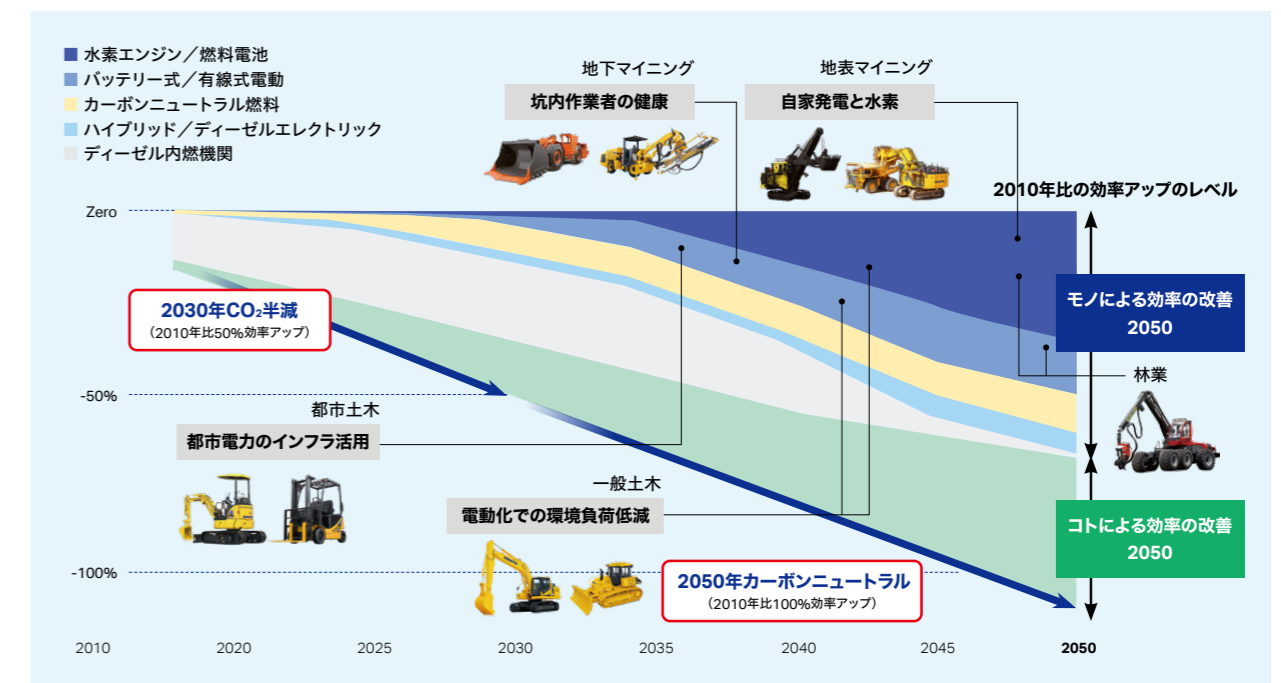 水素エンジン／燃料電池
バッテリー式／有線式電動
カーボンニュートラル燃料
ハイブリッド／ディーゼルエレクトリック
ディーゼル内燃機関
地下マイニング
坑内作業者の健康
地表マイニング
自家発電と水素
2010年比の効率アップのレベル
Zero
2030年CO₂半減
（2010年比50%効率アップ）
モノによる効率の改善
2050
林業
-50%
都市土木
都市電力のインフラ活用
一般土木
電動化での環境負荷低減
コトによる効率の改善
2050
-100%
2050年カーボンニュートラル
（2010年比100%効率アップ）
2010 2020 2025 2030 2035 2040 2045 2050